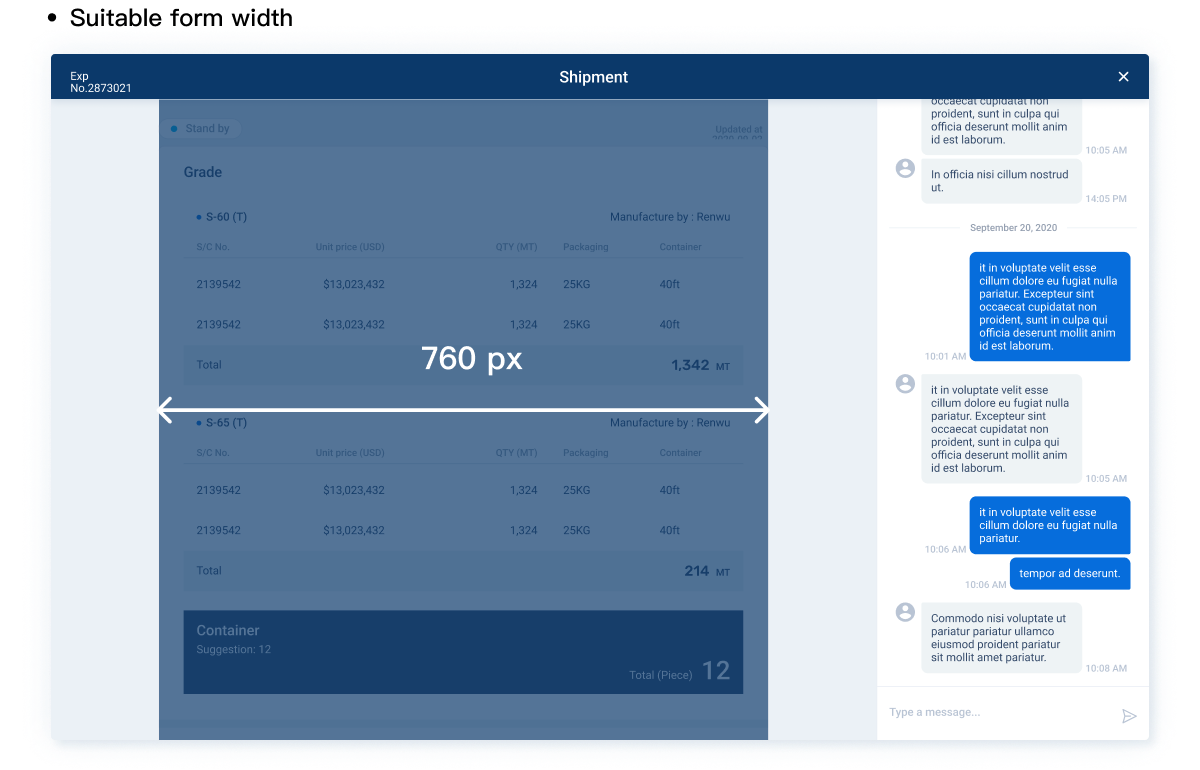 Suitable form width
Exp
No.2873021
Shipment
Stand by
Updated at
Grade
S-60 (T)
Manufacture by : Renwu
S/C No. Unit price (USD) QTY (MT) Packaging Container
2139542 $13,023,432 1,324 25KG 40ft
2139542 $13,023,432 1,324 25KG 40ft
Total 1,342 MT
760 px
S-65 (T)
Manufacture by : Renwu
S/C No. Unit price (USD) QTY (MT) Packaging Container
2139542 $13,023,432 1,324 25KG 40ft
2139542 $13,023,432 1,324 25KG 40ft
Total 214 MT
Container
Suggestion: 12
Total (Piece) 12
occaecat cupidatat non
proident, sunt in culpa qui
officia deserunt mollit anim
id est laborum.
10:05 AM
In officia nisi cillum nostrud
ut.
14:05 PM
September 20, 2020
it in voluptate velit esse
cillum dolore eu fugiat nulla
pariatur. Excepteur sint
occaecat cupidatat non
proident, sunt in culpa qui
officia deserunt mollit anim
id est laborum.
10:01 AM
it in voluptate velit esse
cillum dolore eu fugiat nulla
pariatur. Excepteur sint
occaecat cupidatat non
proident, sunt in culpa qui
officia deserunt mollit anim
id est laborum.
10:05 AM
it in voluptate velit esse
cillum dolore eu fugiat nulla
pariatur.
10:06 AM
tempor ad deserunt.
10:06 AM
Commodo nisi voluptate ut
pariatur pariatur ullamco
eiusmod proident pariatur
sit mollit amet pariatur.
10:08 AM
Type a message...